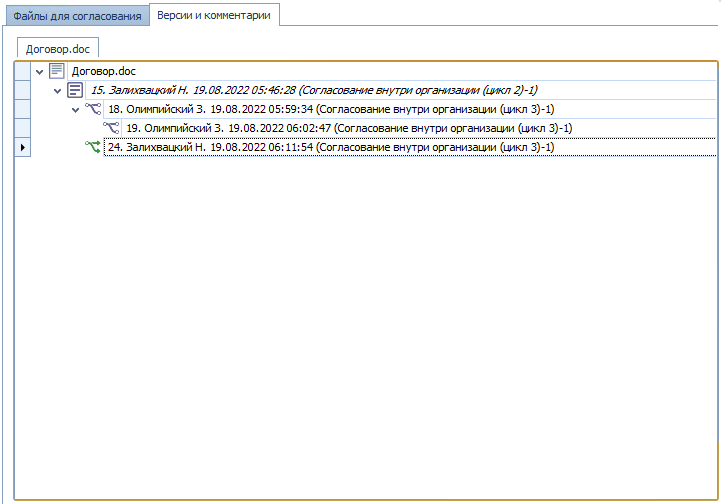 Файлы для согласования Версии и комментарии
Договор.doc
Договор.doc
15. Залихвацкий Н. 19.08.2022 05:46:28 (Согласование внутри организации (цикл 2)-1)
18. Олимпийский З. 19.08.2022 05:59:34 (Согласование внутри организации (цикл 3)-1)
19. Олимпийский З. 19.08.2022 06:02:47 (Согласование внутри организации (цикл 3)-1)
24. Залихвацкий Н. 19.08.2022 06:11:54 (Согласование внутри организации (цикл 3)-1)